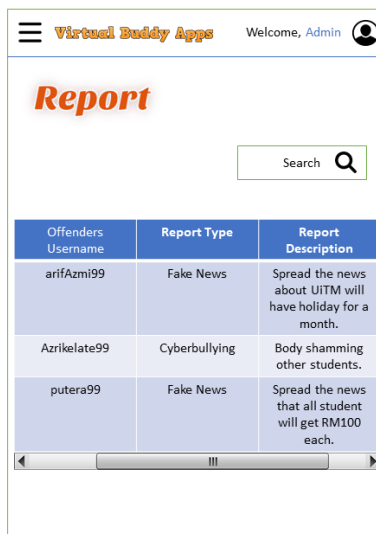 Virtual Buddy Apps Welcome, Admin
Report
Search
Offenders Username Report Type Report Description
arifAzmi99 Fake News Spread the news about UiTM will have holiday for a month.
Azrikelate99 Cyberbullying Body shamming other students.
putera99 Fake News Spread the news that all student will get RM100 each.